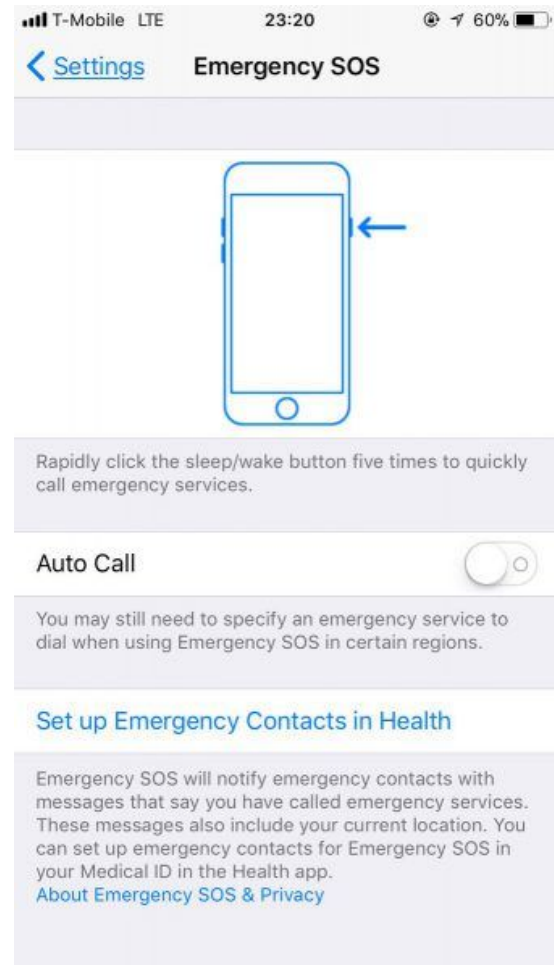 T-Mobile LTE 23:20 60%
Settings Emergency SOS
Rapidly click the sleep/wake button five times to quickly
call emergency services.
Auto Call
You may still need to specify an emergency service to
dial when using Emergency SOS in certain regions.
Set up Emergency Contacts in Health
Emergency SOS will notify emergency contacts with
messages that say you have called emergency services.
These messages also include your current location. You
can set up emergency contacts for Emergency SOS in
your Medical ID in the Health app.
About Emergency SOS & Privacy